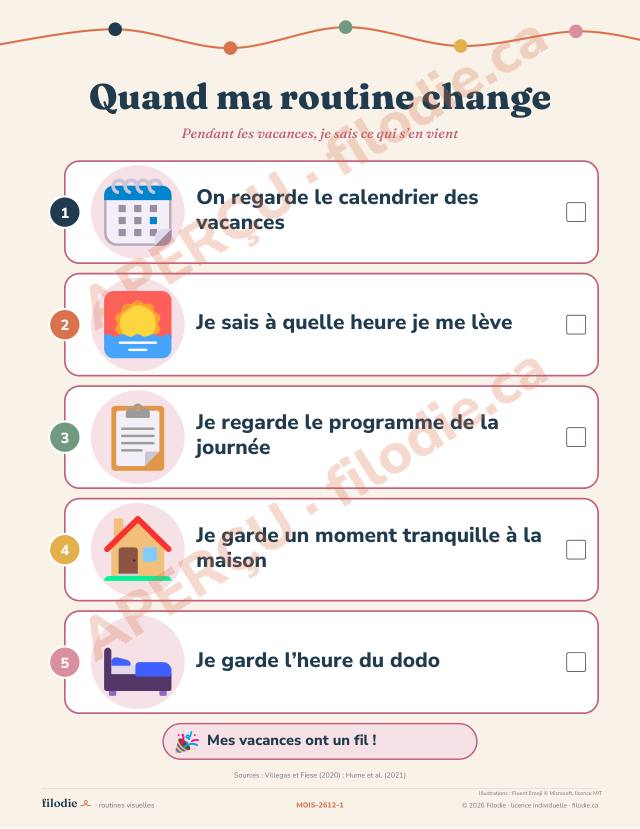 Quand ma routine change
Pendant les vacances, je sais ce qui s'en vient
1
On regarde le calendrier des
vacances
2
Je sais à quelle heure je me lève
3
Je regarde le programme de la
journée
4
Je garde un moment tranquille à la
maison
5
Je garde l'heure du dodo
Mes vacances ont un fil !
Sources : Villegas et Fiese (2020) ; Hume et al. (2021)
Illustrations : Fluent Emoji © Microsoft, licence MIT
filodie · routines visuelles
MOIS-2612-1
© 2026 Filodie · licence individuelle · filodie.ca
APERÇU · filodie.ca
APERÇU · filodie.ca